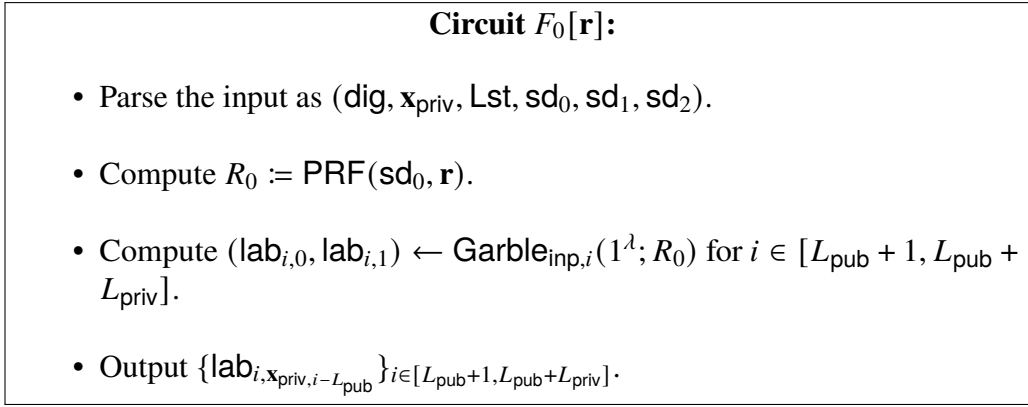 Circuit F₀[r]:
• Parse the input as (dig, x_priv, Lst, sd₀, sd₁, sd₂).
• Compute R₀ := PRF(sd₀, r).
• Compute (lab_{i,0}, lab_{i,1}) ← Garble_{inp,i}(1^λ; R₀) for i ∈ [L_pub + 1, L_pub +
L_priv].
• Output {lab_{i,x_{priv,i−L_pub}}}_{i∈[L_pub+1,L_pub+L_priv]}.